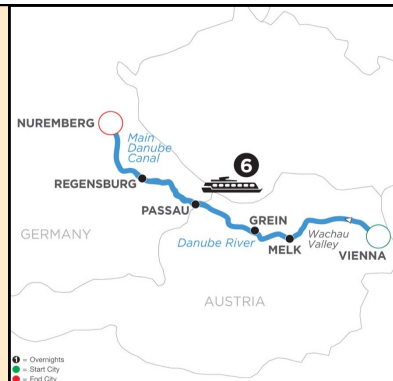 NUREMBERG
Main
Danube
Canal
6
REGENSBURG
PASSAU
GREIN
GERMANY
Danube River
Wachau
Valley
MELK
VIENNA
AUSTRIA
1 = Overnights
= Start City
= End City